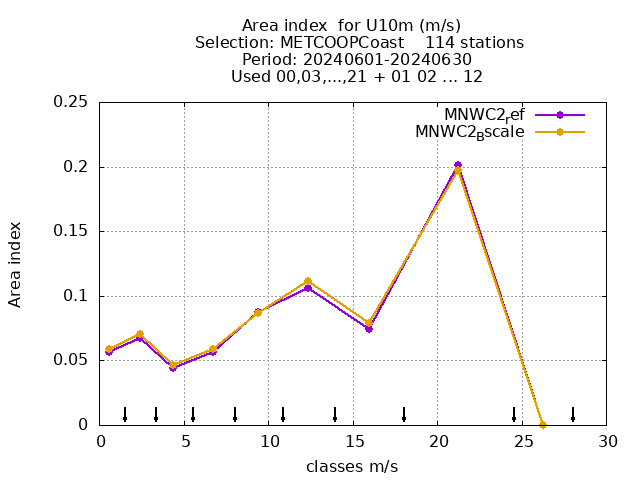 Area index for U10m (m/s)
Selection: METCOOPCoast 114 stations
Period: 20240601-20240630
Used 00,03,...,21 + 01 02 ... 12
MNWC2ref
MNWC2Bscale
0.25
0.2
0.15
0.1
0.05
0
Area index
0 5 10 15 20 25 30
classes m/s